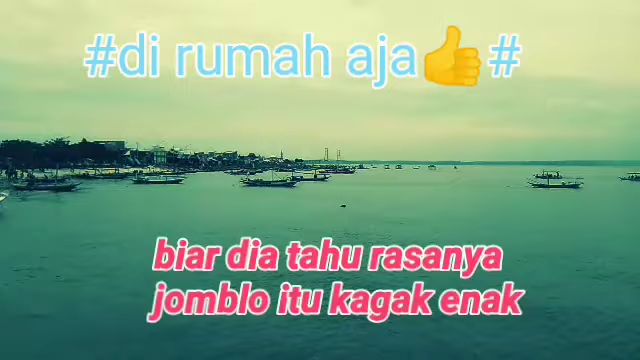 #di rumah aja👍#
biar dia tahu rasanya
jomblo itu kagak enak